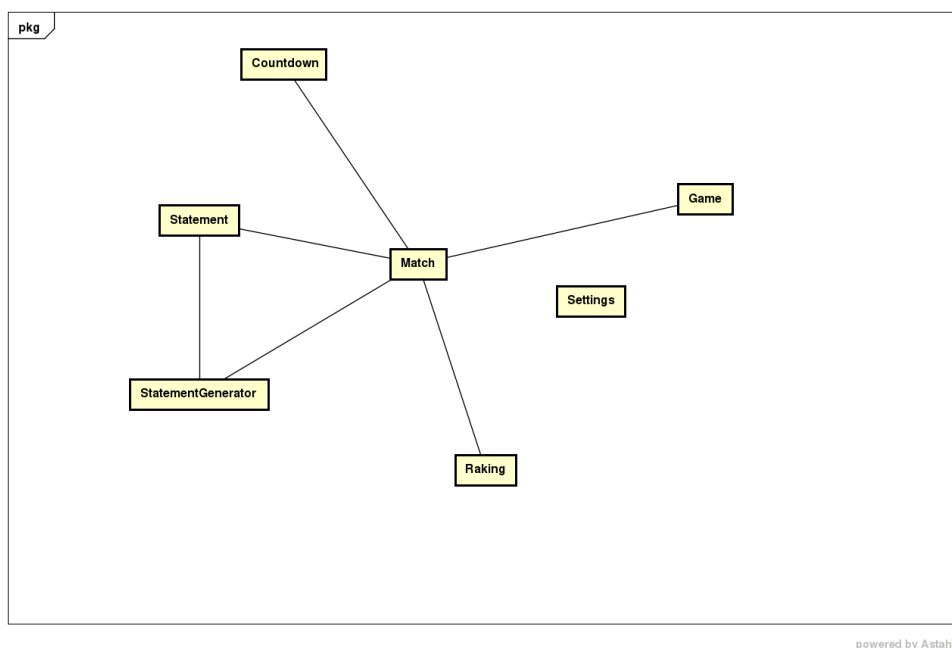 pkg
Countdown
Game
Statement
Match
Settings
StatementGenerator
Raking
powered by Astah